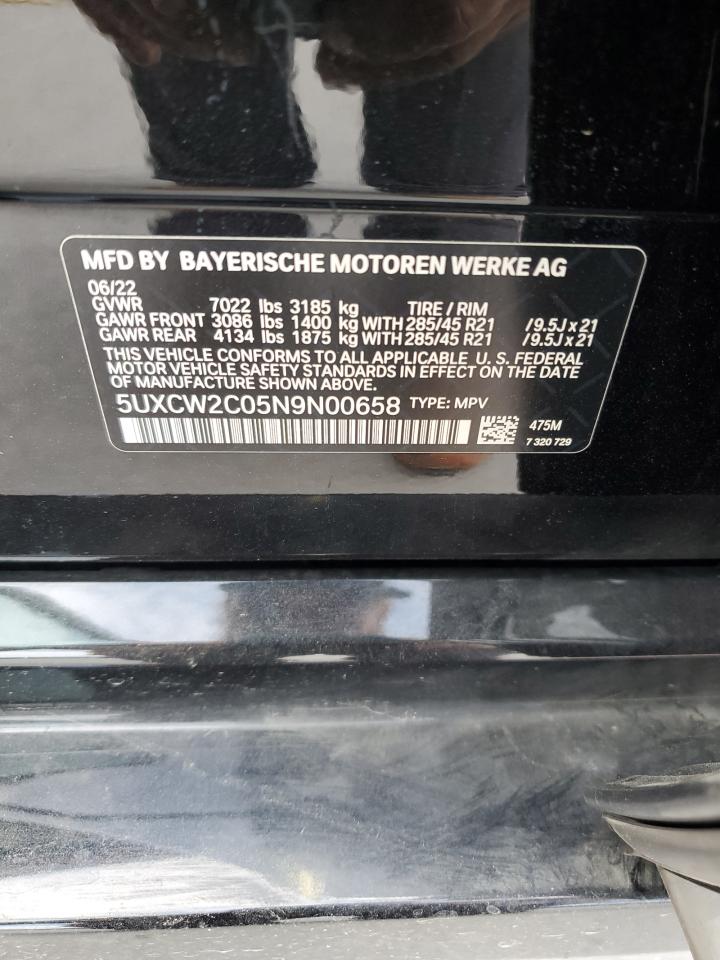 MFD BY BAYERISCHE MOTOREN WERKE AG
06/22
GVWR 7022 lbs 3185 kg TIRE / RIM
GAWR FRONT 3086 lbs 1400 kg WITH 285/45 R21 /9.5J x 21
GAWR REAR 4134 lbs 1875 kg WITH 285/45 R21 /9.5J x 21
THIS VEHICLE CONFORMS TO ALL APPLICABLE U. S. FEDERAL
MOTOR VEHICLE SAFETY STANDARDS IN EFFECT ON THE DATE
OF MANUFACTURE SHOWN ABOVE.
5UXCW2C05N9N00658 TYPE: MPV
475M
7 320 729